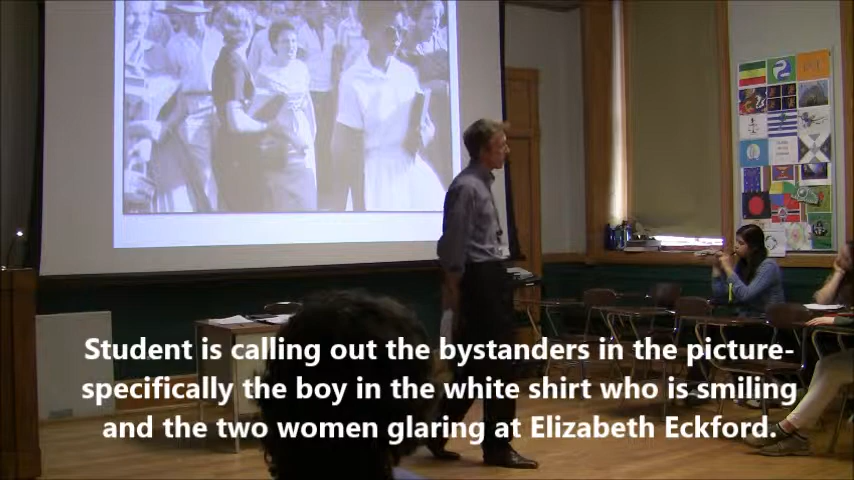 Student is calling out the bystanders in the picture-
specifically the boy in the white shirt who is smiling
and the two women glaring at Elizabeth Eckford.